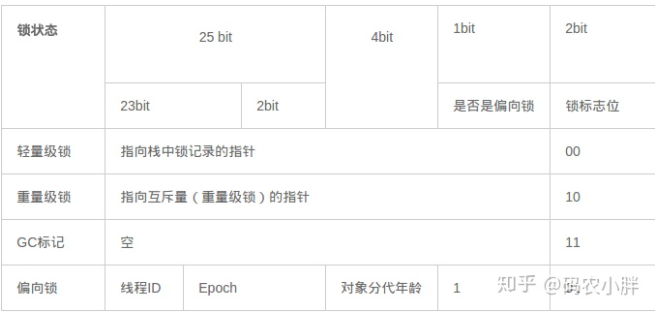 锁状态 25 bit 4bit 1bit 2bit
23bit 2bit 是否是偏向锁 锁标志位
轻量级锁 指向栈中锁记录的指针 00
重量级锁 指向互斥量（重量级锁）的指针 10
GC标记 空 11
偏向锁 线程ID Epoch 对象分代年龄 1
知乎 @码农小胖